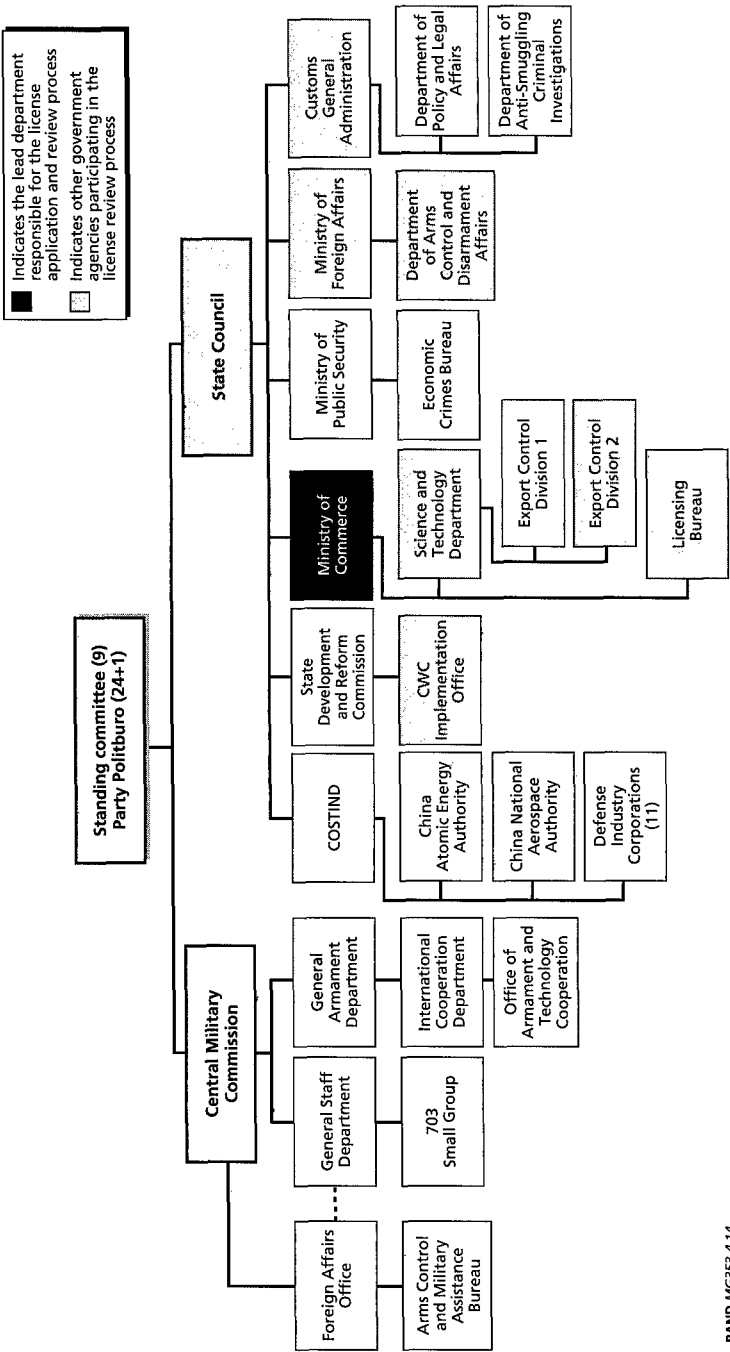 Indicates the lead department
responsible for the license
application and review process
Indicates other government
agencies participating in the
license review process
Standing committee (9)
Party Politburo (24+1)
Central Military
Commission
State Council
Foreign Affairs
Office
General Staff
Department
General
Armament
Department
COSTIND
State
Development
and Reform
Commission
Ministry of
Commerce
Ministry of
Public Security
Ministry of
Foreign Affairs
Customs
General
Administration
Arms Control
and Military
Assistance
Bureau
703
Small Group
International
Cooperation
Department
Office of
Armament and
Technology
Cooperation
China
Atomic Energy
Authority
China National
Aerospace
Authority
Defense
Industry
Corporations
(11)
CWC
Implementation
Office
Science and
Technology
Department
Export Control
Division 1
Export Control
Division 2
Licensing
Bureau
Economic
Crimes Bureau
Department
of Arms
Control and
Disarmament
Affairs
Department of
Policy and Legal
Affairs
Department of
Anti-Smuggling
Criminal
Investigations
RAND MG353-4.14